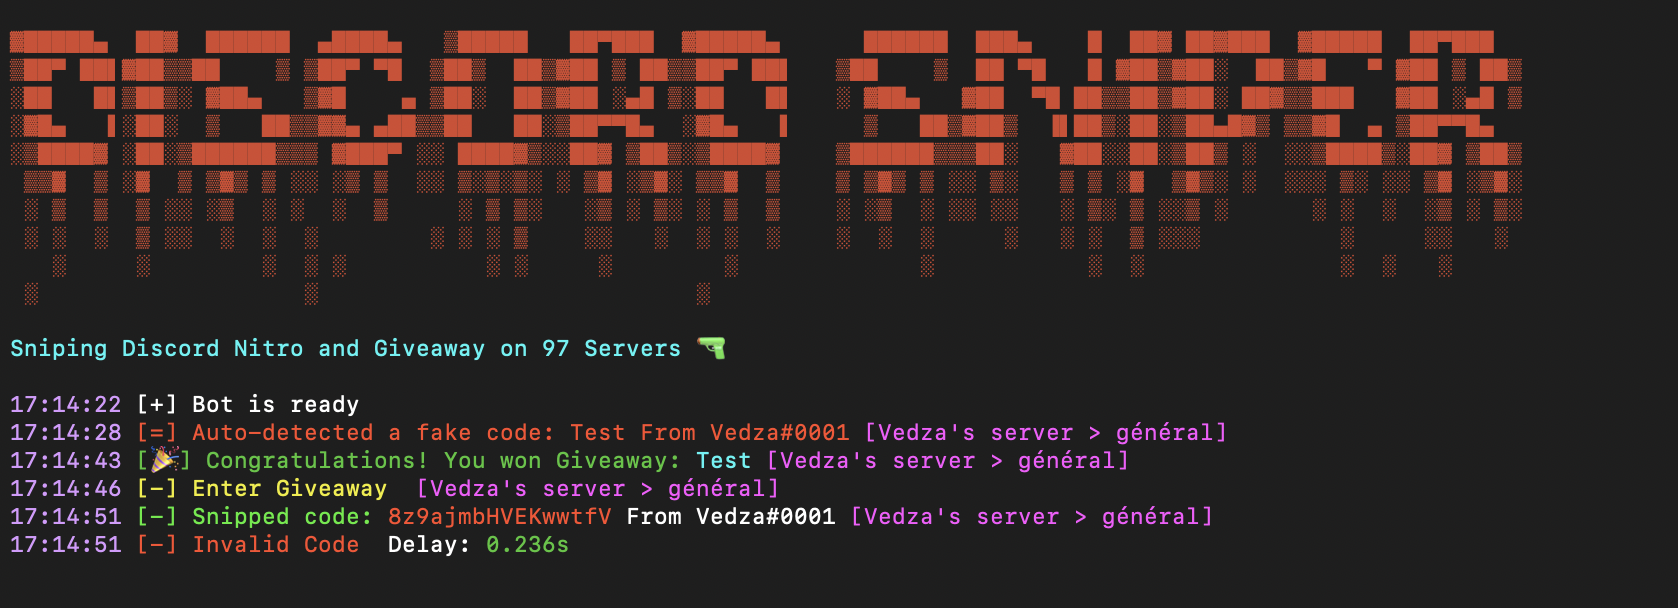 DISCORD SNIPER
Sniping Discord Nitro and Giveaway on 97 Servers 🔫
17:14:22 [+] Bot is ready
17:14:28 [=] Auto-detected a fake code: Test From Vedza#0001 [Vedza's server > général]
17:14:43 [🎉] Congratulations! You won Giveaway: Test [Vedza's server > général]
17:14:46 [-] Enter Giveaway [Vedza's server > général]
17:14:51 [-] Snipped code: 8z9ajmbHVEKwwtfV From Vedza#0001 [Vedza's server > général]
17:14:51 [-] Invalid Code Delay: 0.236s